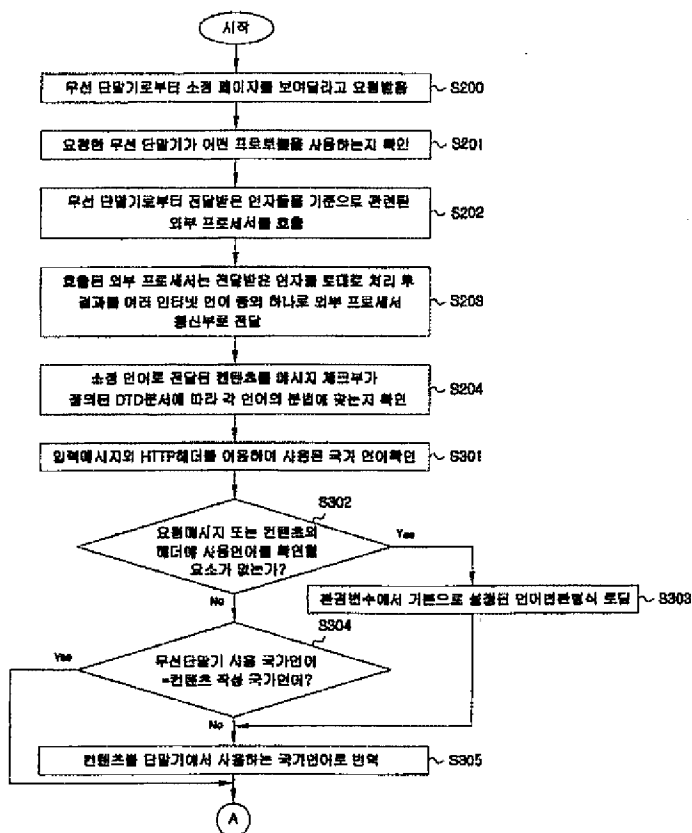 시작
무선 단말기로부터 소정 페이지를 보여달라고 요청받음
S200
요청한 무선 단말기가 어떤 프로토콜을 사용하는지 확인
S201
무선 단말기로부터 전달받은 인자들을 기준으로 관련된
외부 프로세서를 호출
S202
호출된 외부 프로세서는 전달받은 인자를 토대로 처리 후
결과를 여러 인터넷 언어 중의 하나로 외부 프로세서
통신부로 전달
S203
소정 언어로 전달된 컨텐츠를 메시지 체크부가
정의된 DTD문서에 따라 각 언어의 문법에 맞는지 확인
S204
입력메시지의 HTTP헤더를 이용하여 사용된 국가 언어확인
S301
S302
요청메시지 또는 컨텐츠의
헤더에 사용언어를 확인할
요소가 없는가?
Yes
No
환경변수에서 기본으로 설정된 언어변환형식 로딩
S303
S304
무선단말기 사용 국가언어
=컨텐츠 작성 국가언어?
Yes
No
컨텐츠를 단말기에서 사용하는 국가언어로 번역
S305
A